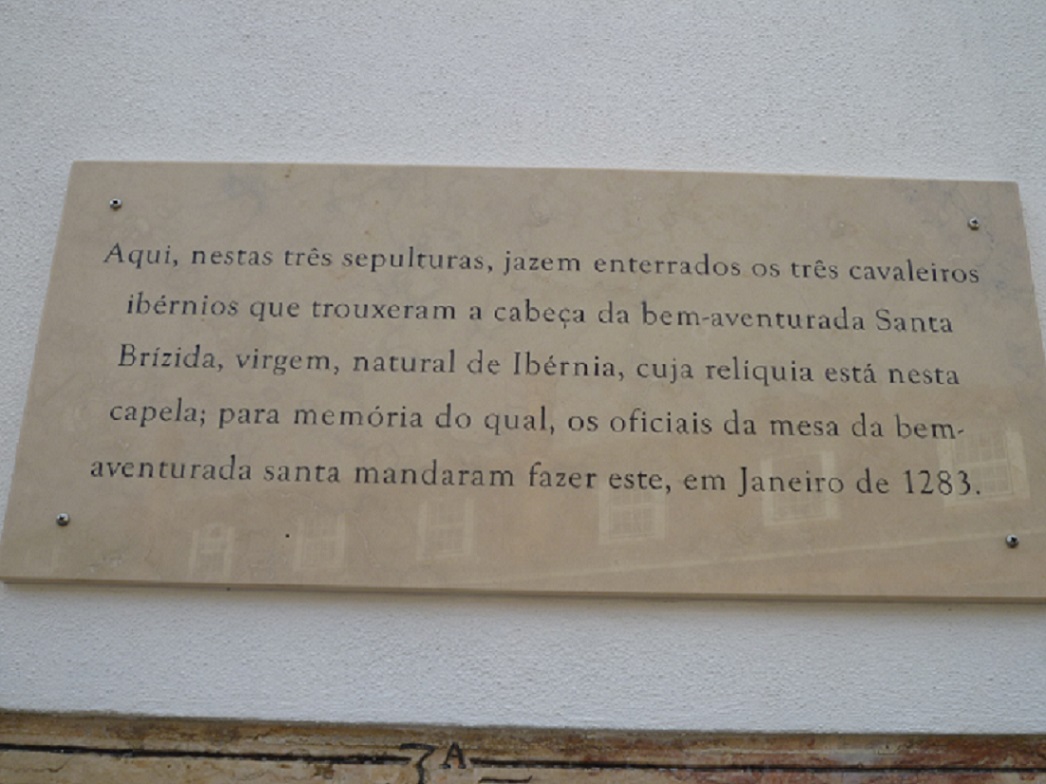 Aqui, nestas três sepulturas, jazem enterrados os três cavaleiros
ibérnios que trouxeram a cabeça da bem-aventurada Santa
Brízida, virgem, natural de Ibérnia, cuja relíquia está nesta
capela; para memória do qual, os oficiais da mesa da bem-
aventurada santa mandaram fazer este, em Janeiro de 1283.